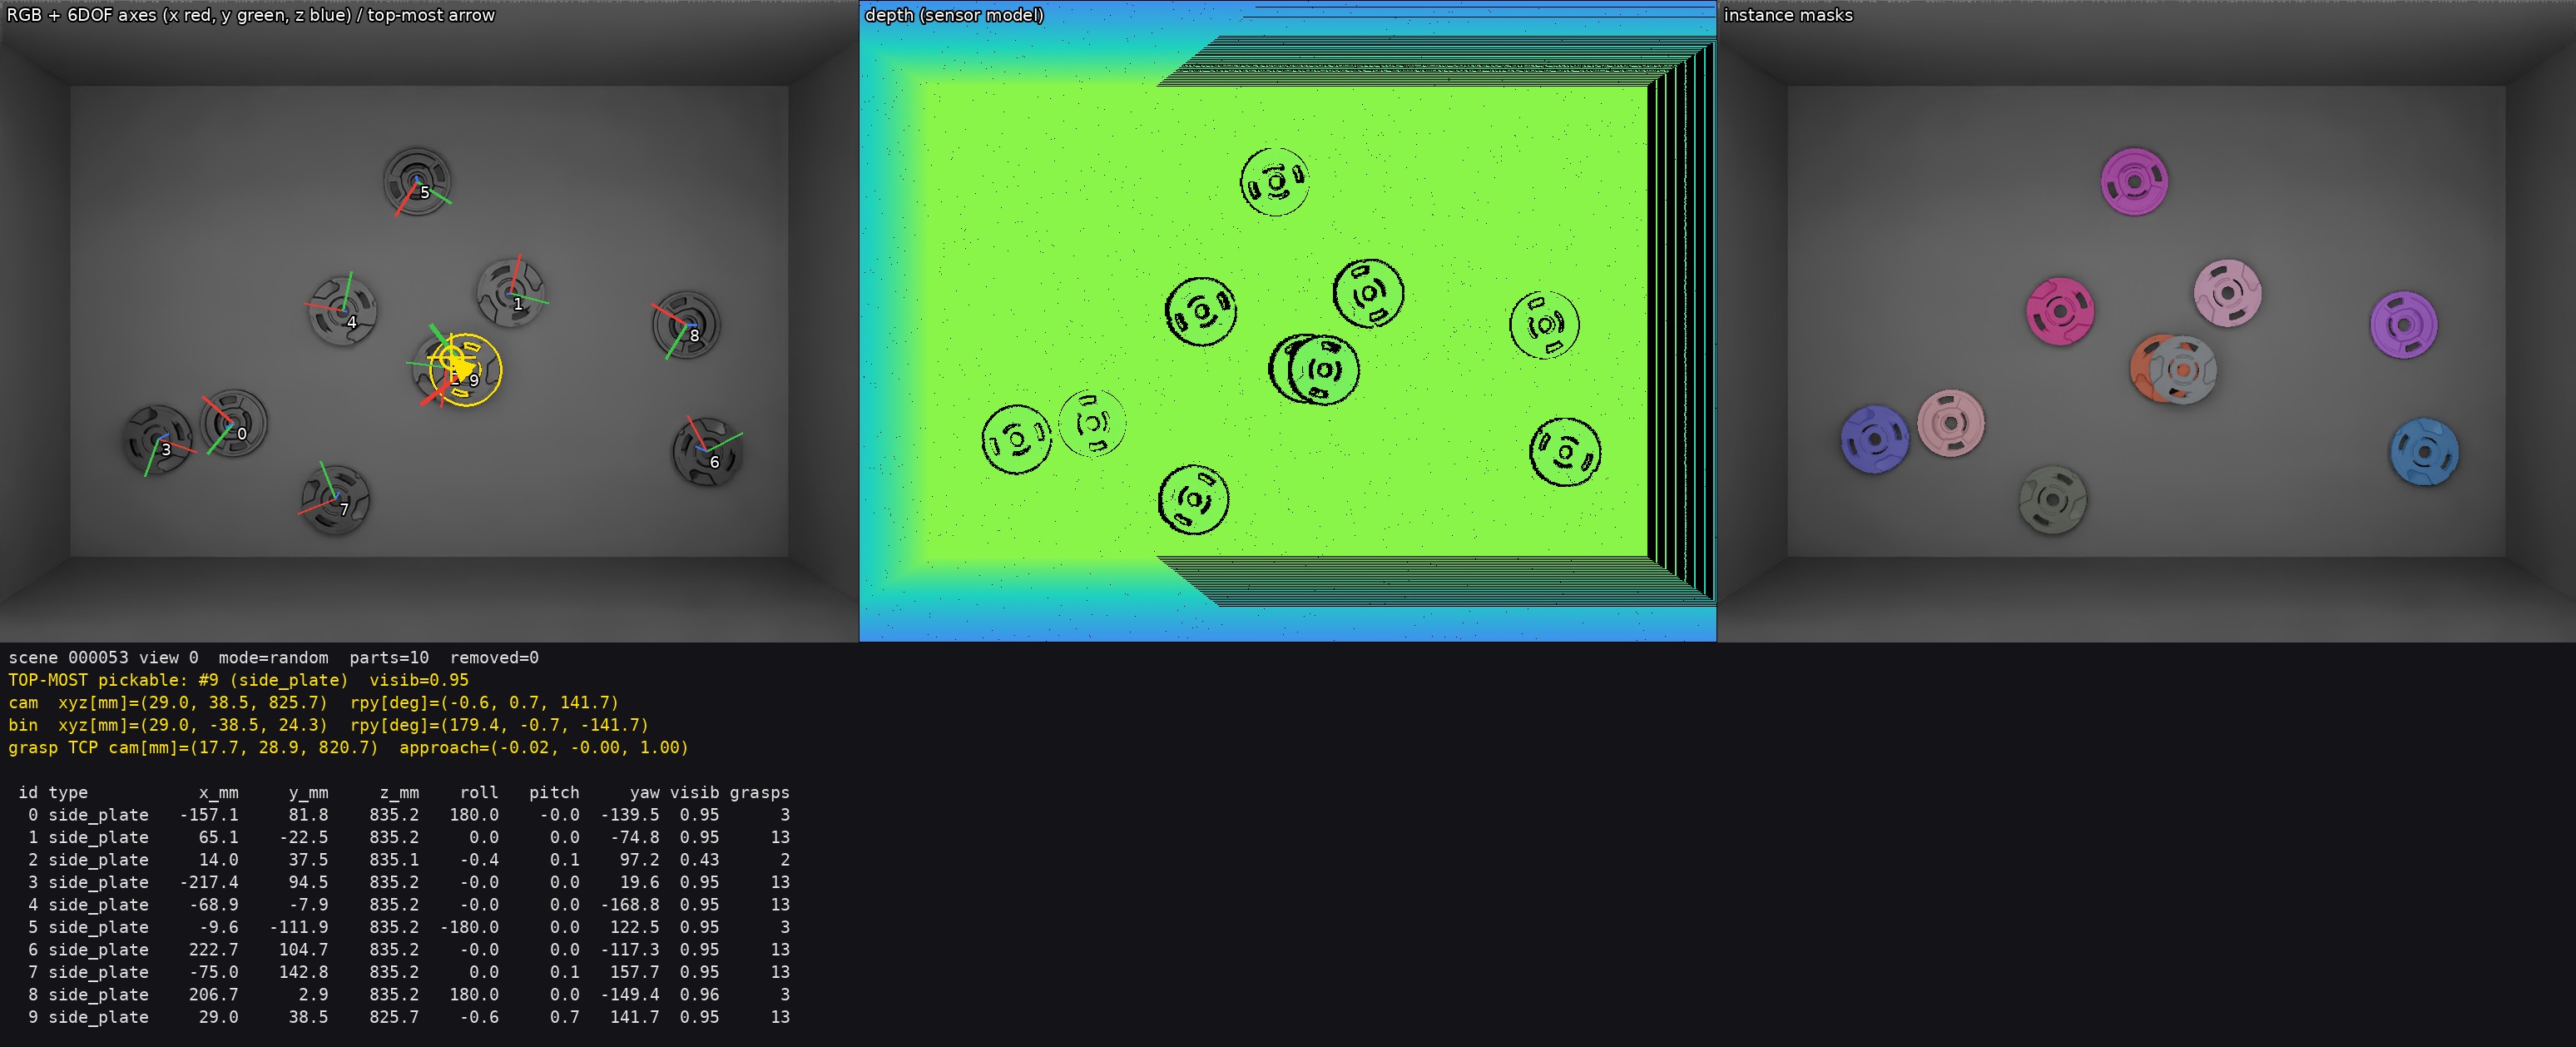 RGB + 6DOF axes (x red, y green, z blue) / top-most arrow
depth (sensor model)
instance masks
5
1
4
8
9
0
3
6
7
scene 000053 view 0  mode=random  parts=10  removed=0
TOP-MOST pickable: #9 (side_plate)  visib=0.95
cam  xyz[mm]=(29.0, 38.5, 825.7)  rpy[deg]=(-0.6, 0.7, 141.7)
bin  xyz[mm]=(29.0, -38.5, 24.3)  rpy[deg]=(179.4, -0.7, -141.7)
grasp TCP cam[mm]=(17.7, 28.9, 820.7)  approach=(-0.02, -0.00, 1.00)
id type x_mm y_mm z_mm roll pitch yaw visib grasps
0 side_plate -157.1 81.8 835.2 180.0 -0.0 -139.5 0.95 3
1 side_plate 65.1 -22.5 835.2 0.0 0.0 -74.8 0.95 13
2 side_plate 14.0 37.5 835.1 -0.4 0.1 97.2 0.43 2
3 side_plate -217.4 94.5 835.2 -0.0 0.0 19.6 0.95 13
4 side_plate -68.9 -7.9 835.2 -0.0 0.0 -168.8 0.95 13
5 side_plate -9.6 -111.9 835.2 -180.0 0.0 122.5 0.95 3
6 side_plate 222.7 104.7 835.2 -0.0 0.0 -117.3 0.95 13
7 side_plate -75.0 142.8 835.2 0.0 0.1 157.7 0.95 13
8 side_plate 206.7 2.9 835.2 180.0 0.0 -149.4 0.96 3
9 side_plate 29.0 38.5 825.7 -0.6 0.7 141.7 0.95 13